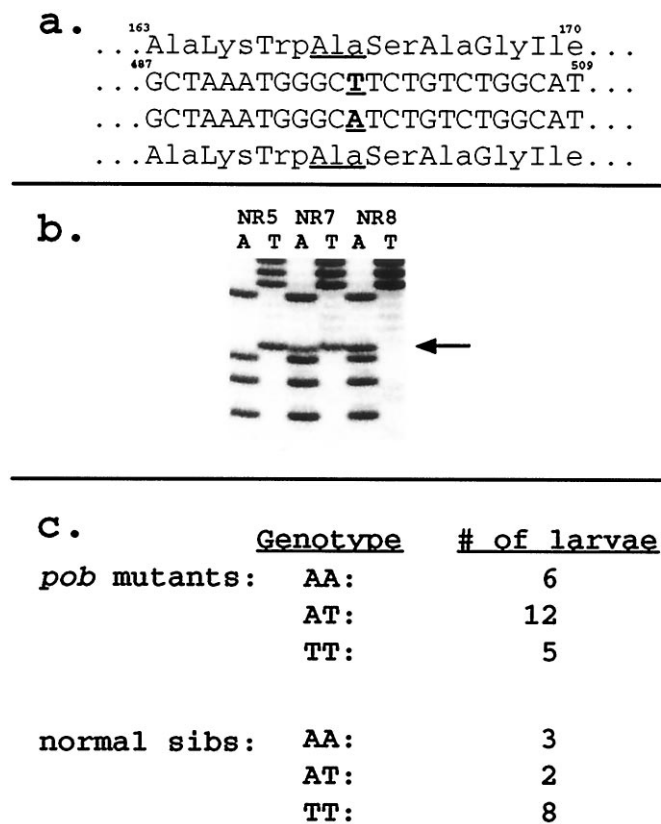 a.
163 170
...AlaLysTrpAlaSerAlaGlyIle...
487 509
...GCTAAATGGGCTTCTGTCTGGCAT...
...GCTAAATGGGCATCTGTCTGGCAT...
...AlaLysTrpAlaSerAlaGlyIle...
b.
NR5 NR7 NR8
A T A T A T
c.
Genotype # of larvae
pob mutants: AA: 6
AT: 12
TT: 5
normal sibs: AA: 3
AT: 2
TT: 8